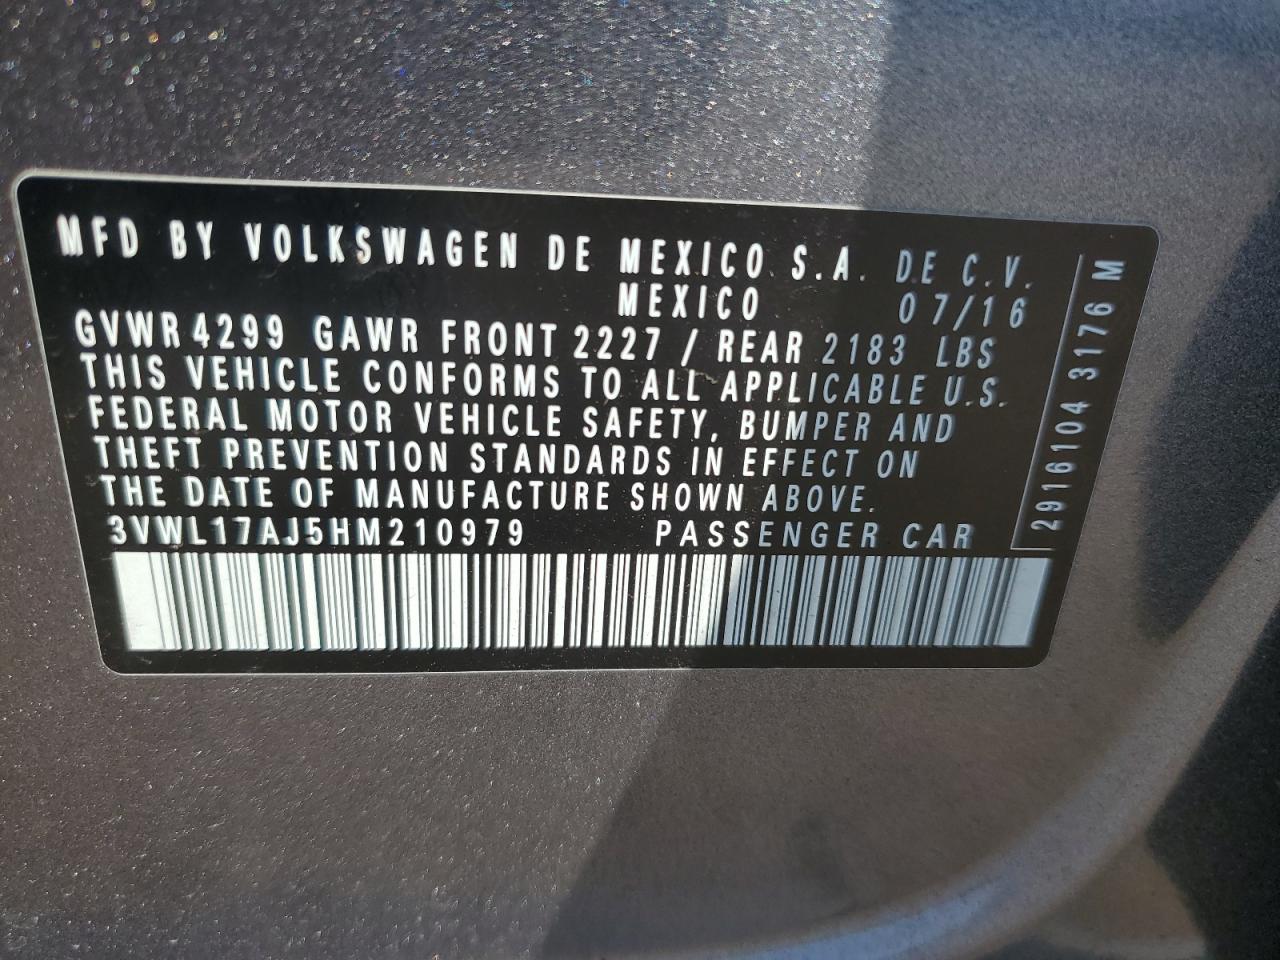 MFD BY VOLKSWAGEN DE MEXICO S.A. DE C.V.
MEXICO 07/16
GVWR 4299 GAWR FRONT 2227 / REAR 2183 LBS
THIS VEHICLE CONFORMS TO ALL APPLICABLE U.S.
FEDERAL MOTOR VEHICLE SAFETY, BUMPER AND
THEFT PREVENTION STANDARDS IN EFFECT ON
THE DATE OF MANUFACTURE SHOWN ABOVE.
3VWL17AJ5HM210979 PASSENGER CAR
2916104 3176 M